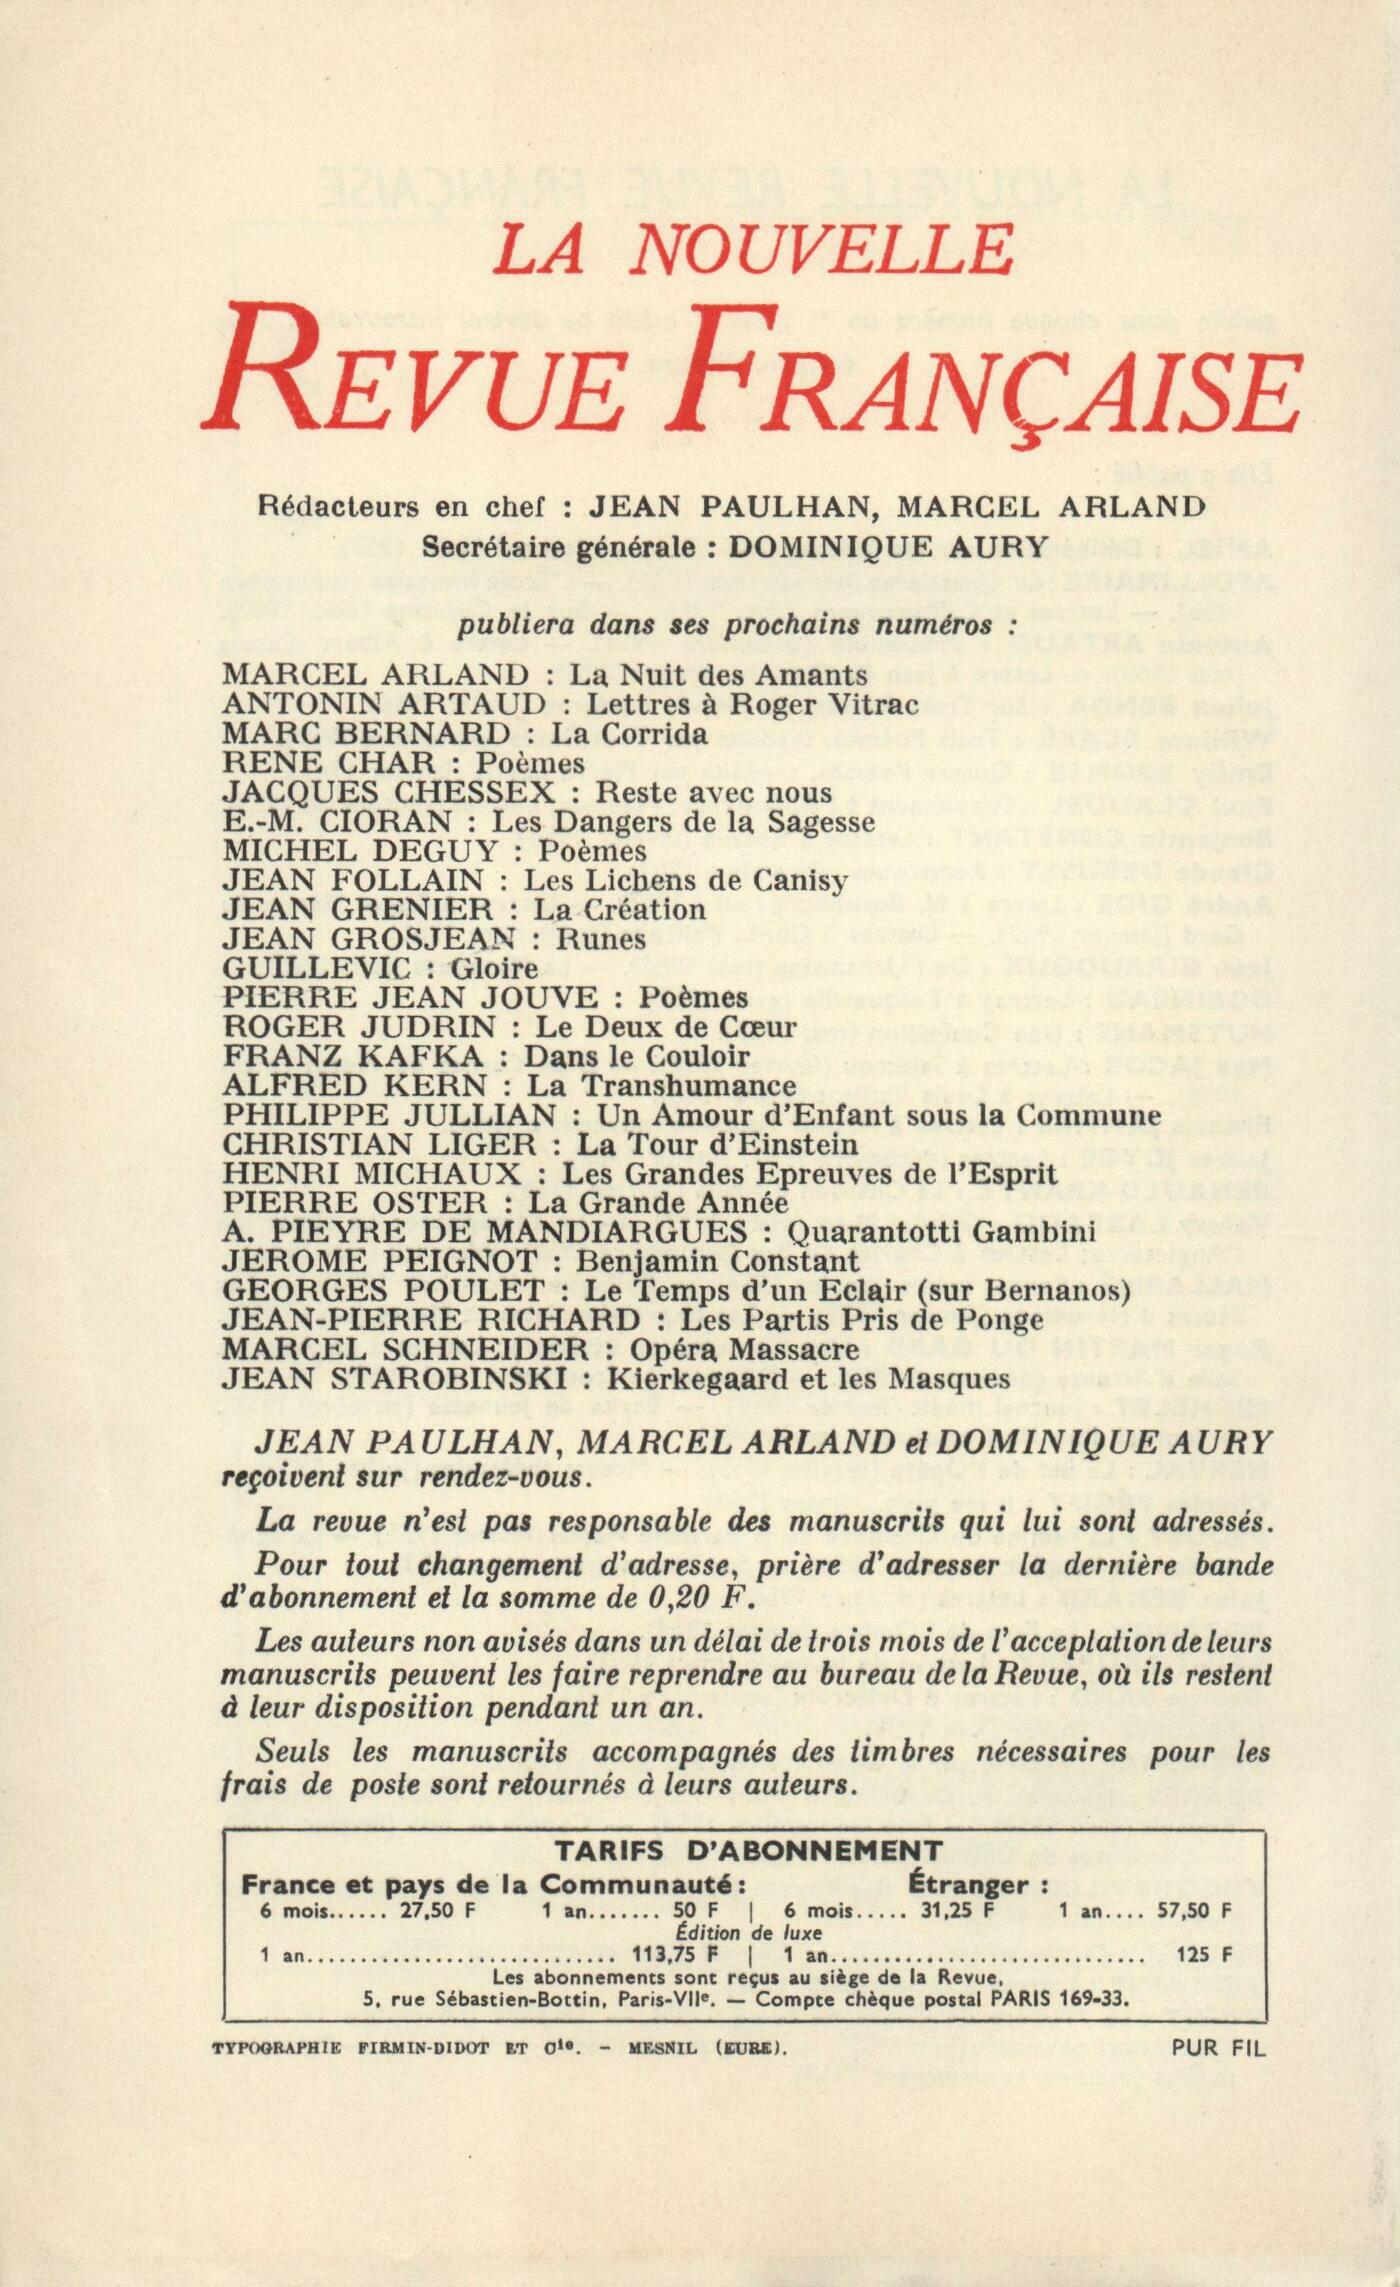 LA NOUVELLE
REVUE FRANÇAISE
Rédacteurs en chef : JEAN PAULHAN, MARCEL ARLAND
Secrétaire générale : DOMINIQUE AURY
publiera dans ses prochains numéros :
MARCEL ARLAND : La Nuit des Amants
ANTONIN ARTAUD : Lettres à Roger Vitrac
MARC BERNARD : La Corrida
RENE CHAR : Poèmes
JACQUES CHESSEX : Reste avec nous
E.-M. CIORAN : Les Dangers de la Sagesse
MICHEL DEGUY : Poèmes
JEAN FOLLAIN : Les Lichens de Canisy
JEAN GRENIER : La Création
JEAN GROSJEAN : Runes
GUILLEVIC : Gloire
PIERRE JEAN JOUVE : Poèmes
ROGER JUDRIN : Le Deux de Cœur
FRANZ KAFKA : Dans le Couloir
ALFRED KERN : La Transhumance
PHILIPPE JULLIAN : Un Amour d'Enfant sous la Commune
CHRISTIAN LIGER : La Tour d'Einstein
HENRI MICHAUX : Les Grandes Epreuves de l'Esprit
PIERRE OSTER : La Grande Année
A. PIEYRE DE MANDIARGUES : Quarantotti Gambini
JEROME PEIGNOT : Benjamin Constant
GEORGES POULET : Le Temps d'un Eclair (sur Bernanos)
JEAN-PIERRE RICHARD : Les Partis Pris de Ponge
MARCEL SCHNEIDER : Opéra Massacre
JEAN STAROBINSKI : Kierkegaard et les Masques
JEAN PAULHAN, MARCEL ARLAND et DOMINIQUE AURY
reçoivent sur rendez-vous.
La revue n'est pas responsable des manuscrits qui lui sont adressés.
Pour tout changement d'adresse, prière d'adresser la dernière bande
d'abonnement et la somme de 0,20 F.
Les auteurs non avisés dans un délai de trois mois de l'acceptation de leurs
manuscrits peuvent les faire reprendre au bureau de la Revue, où ils restent
à leur disposition pendant un an.
Seuls les manuscrits accompagnés des timbres nécessaires pour les
frais de poste sont retournés à leurs auteurs.
TARIFS D'ABONNEMENT
France et pays de la Communauté : Étranger :
6 mois...... 27,50 F 1 an....... 50 F | 6 mois..... 31,25 F 1 an.... 57,50 F
Édition de luxe
1 an............................. 113,75 F | 1 an.............................. 125 F
Les abonnements sont reçus au siège de la Revue,
5, rue Sébastien-Bottin, Paris-VIIe. — Compte chèque postal PARIS 169-33.
TYPOGRAPHIE FIRMIN-DIDOT ET Cie. - MESNIL (EURE). PUR FIL